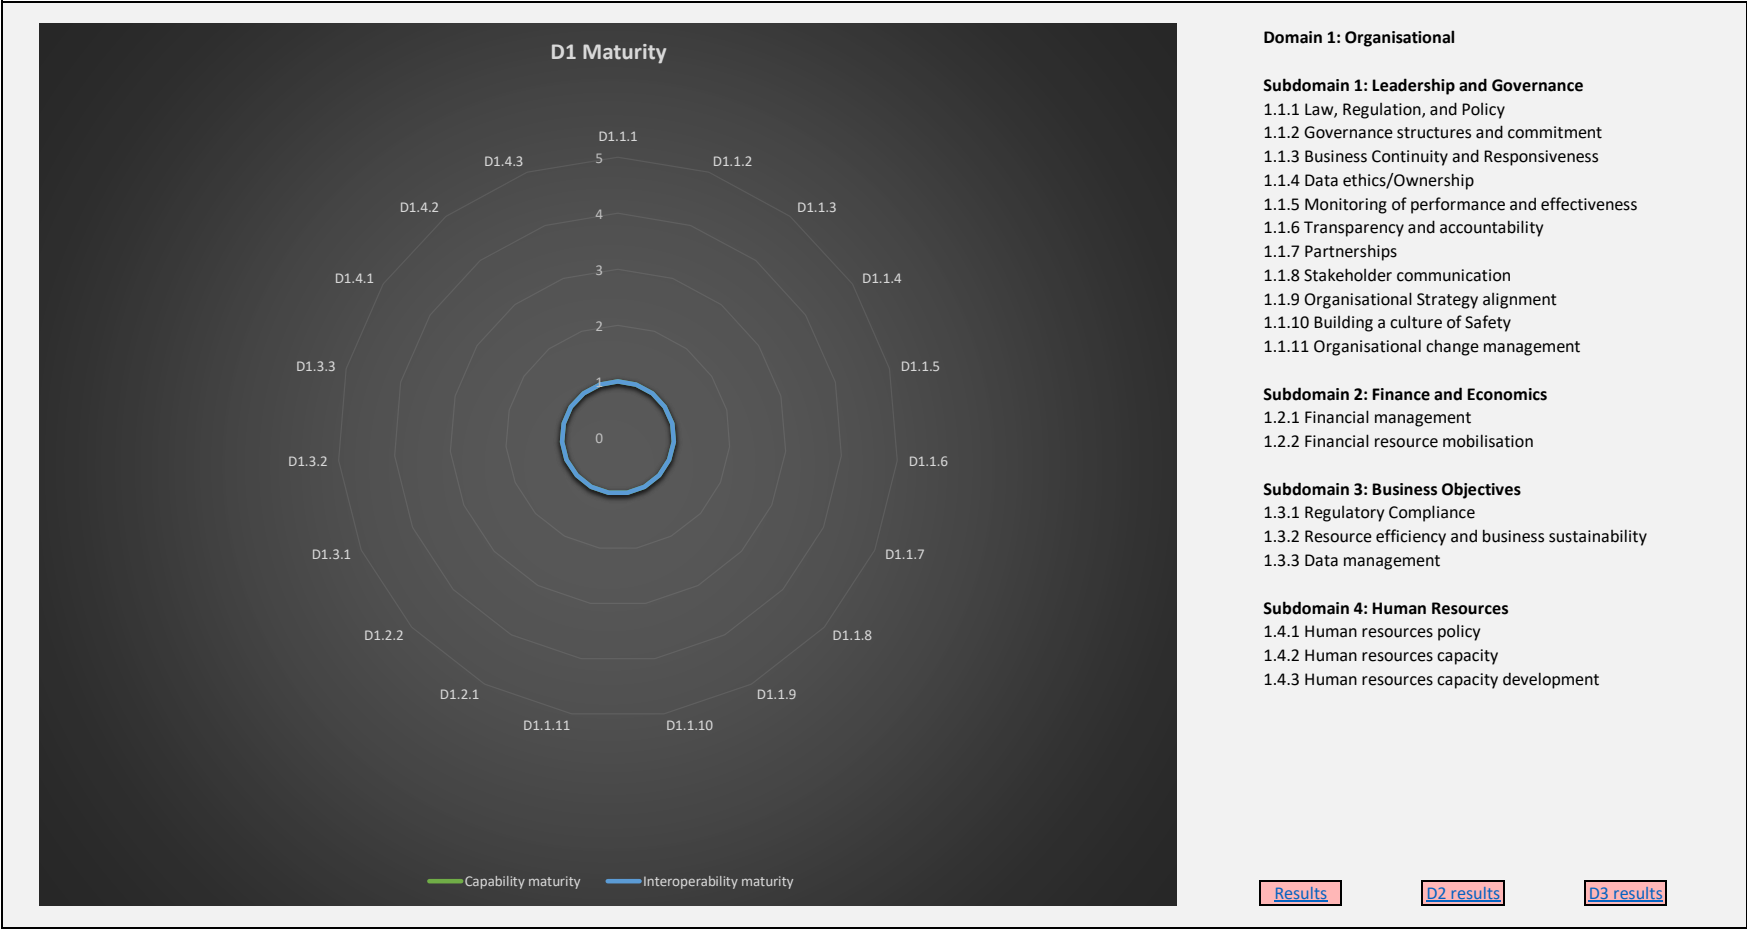 D1 Maturity
D1.1.1
D1.1.2
D1.1.3
D1.1.4
D1.1.5
D1.1.6
D1.1.7
D1.1.8
D1.1.9
D1.1.10
D1.1.11
D1.2.1
D1.2.2
D1.3.1
D1.3.2
D1.3.3
D1.4.1
D1.4.2
D1.4.3
5
4
3
2
1
0
Capability maturity
Interoperability maturity
Domain 1: Organisational
Subdomain 1: Leadership and Governance
1.1.1 Law, Regulation, and Policy
1.1.2 Governance structures and commitment
1.1.3 Business Continuity and Responsiveness
1.1.4 Data ethics/Ownership
1.1.5 Monitoring of performance and effectiveness
1.1.6 Transparency and accountability
1.1.7 Partnerships
1.1.8 Stakeholder communication
1.1.9 Organisational Strategy alignment
1.1.10 Building a culture of Safety
1.1.11 Organisational change management
Subdomain 2: Finance and Economics
1.2.1 Financial management
1.2.2 Financial resource mobilisation
Subdomain 3: Business Objectives
1.3.1 Regulatory Compliance
1.3.2 Resource efficiency and business sustainability
1.3.3 Data management
Subdomain 4: Human Resources
1.4.1 Human resources policy
1.4.2 Human resources capacity
1.4.3 Human resources capacity development
Results
D2 results
D3 results